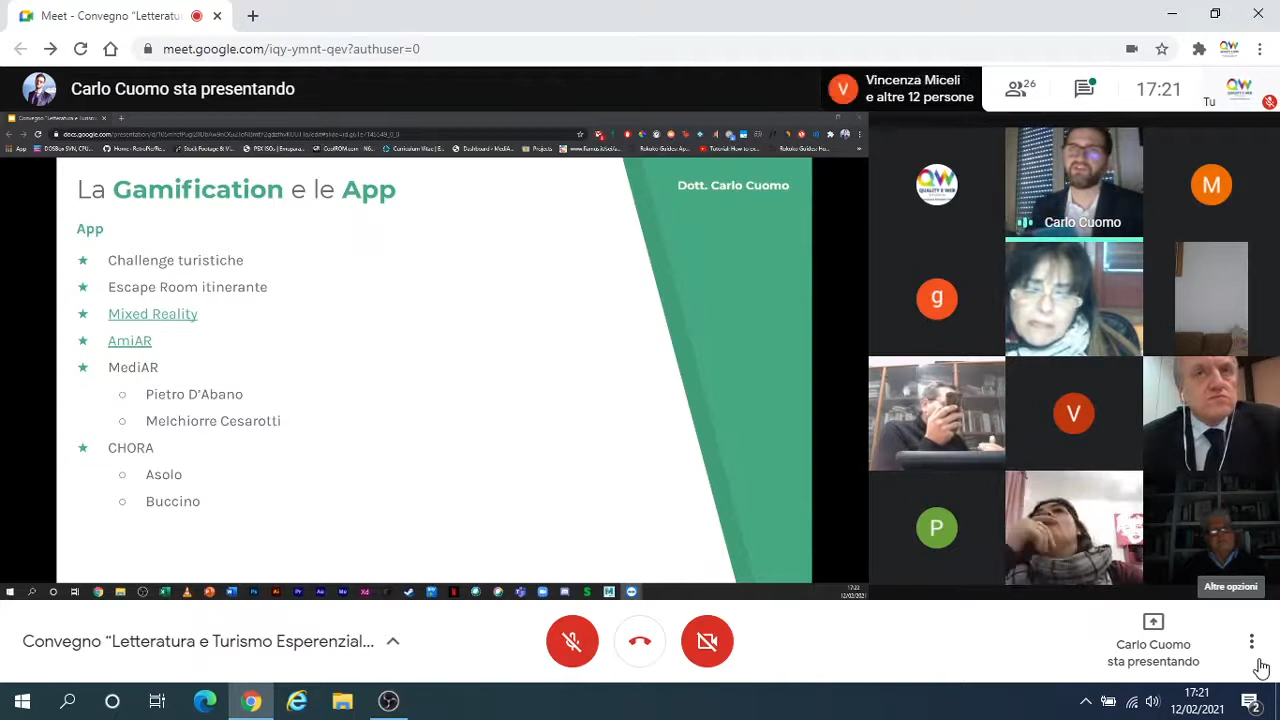 Meet - Convegno "Letteratu
meet.google.com/iqy-ymnt-qev?authuser=0
Carlo Cuomo sta presentando
Vincenza Miceli
e altre 12 persone
26
17:21
Tu
La Gamification e le App
Dott. Carlo Cuomo
App
Challenge turistiche
Escape Room itinerante
Mixed Reality
AmiAR
MediAR
Pietro D'Abano
Melchiorre Cesarotti
CHORA
Asolo
Buccino
QW
M
Carlo Cuomo
g
V
P
Altre opzioni
Convegno "Letteratura e Turismo Esperenzial...
Carlo Cuomo
sta presentando
17:21
12/02/2021
2